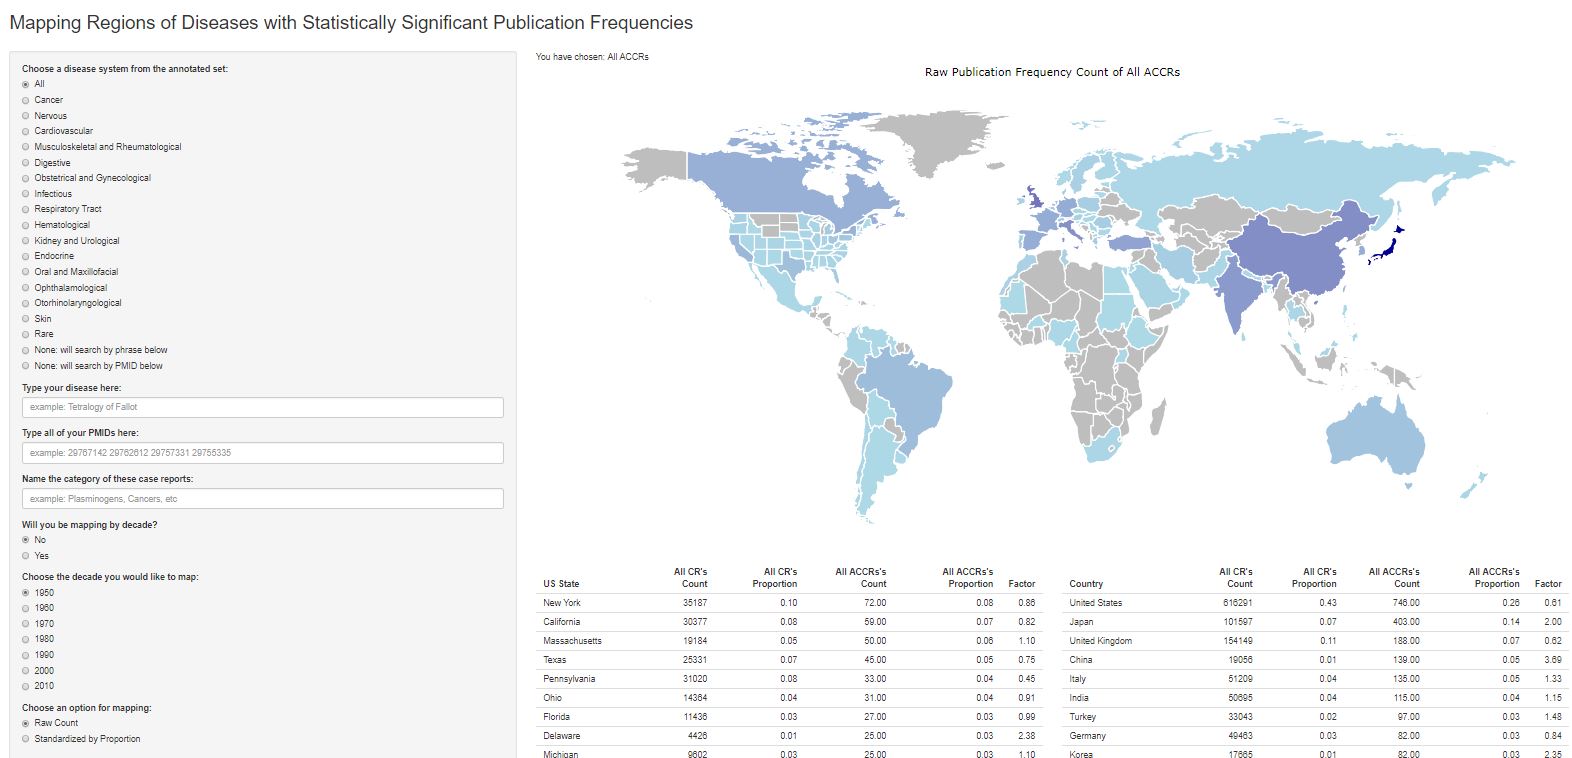 Mapping Regions of Diseases with Statistically Significant Publication Frequencies
Choose a disease system from the annotated set:
All
Cancer
Nervous
Cardiovascular
Musculoskeletal and Rheumatological
Digestive
Obstetrical and Gynecological
Infectious
Respiratory Tract
Hematological
Kidney and Urological
Endocrine
Oral and Maxillofacial
Ophthalamological
Otorhinolaryngological
Skin
Rare
None: will search by phrase below
None: will search by PMID below
Type your disease here:
example: Tetralogy of Fallot
Type all of your PMIDs here:
example: 29767142 29762612 29757331 29755335
Name the category of these case reports:
example: Plasminogens, Cancers, etc
Will you be mapping by decade?
No
Yes
Choose the decade you would like to map:
1950
1960
1970
1980
1990
2000
2010
Choose an option for mapping:
Raw Count
Standardized by Proportion
You have chosen: All ACCRs
Raw Publication Frequency Count of All ACCRs
US State All CR's Count All CR's Proportion All ACCRs's Count All ACCRs's Proportion Factor
New York 35187 0.10 72.00 0.08 0.86
California 30377 0.08 59.00 0.07 0.82
Massachusetts 19184 0.05 50.00 0.06 1.10
Texas 25331 0.07 45.00 0.05 0.75
Pennsylvania 31020 0.08 33.00 0.04 0.45
Ohio 14364 0.04 31.00 0.04 0.91
Florida 11436 0.03 27.00 0.03 0.99
Delaware 4426 0.01 25.00 0.03 2.38
Michigan 9602 0.03 25.00 0.03 1.10
Country All CR's Count All CR's Proportion All ACCRs's Count All ACCRs's Proportion Factor
United States 616291 0.43 746.00 0.26 0.61
Japan 101597 0.07 403.00 0.14 2.00
United Kingdom 154149 0.11 188.00 0.07 0.62
China 19056 0.01 139.00 0.05 3.69
Italy 51209 0.04 135.00 0.05 1.33
India 50695 0.04 115.00 0.04 1.15
Turkey 33043 0.02 97.00 0.03 1.48
Germany 49463 0.03 82.00 0.03 0.84
Korea 17665 0.01 82.00 0.03 2.35